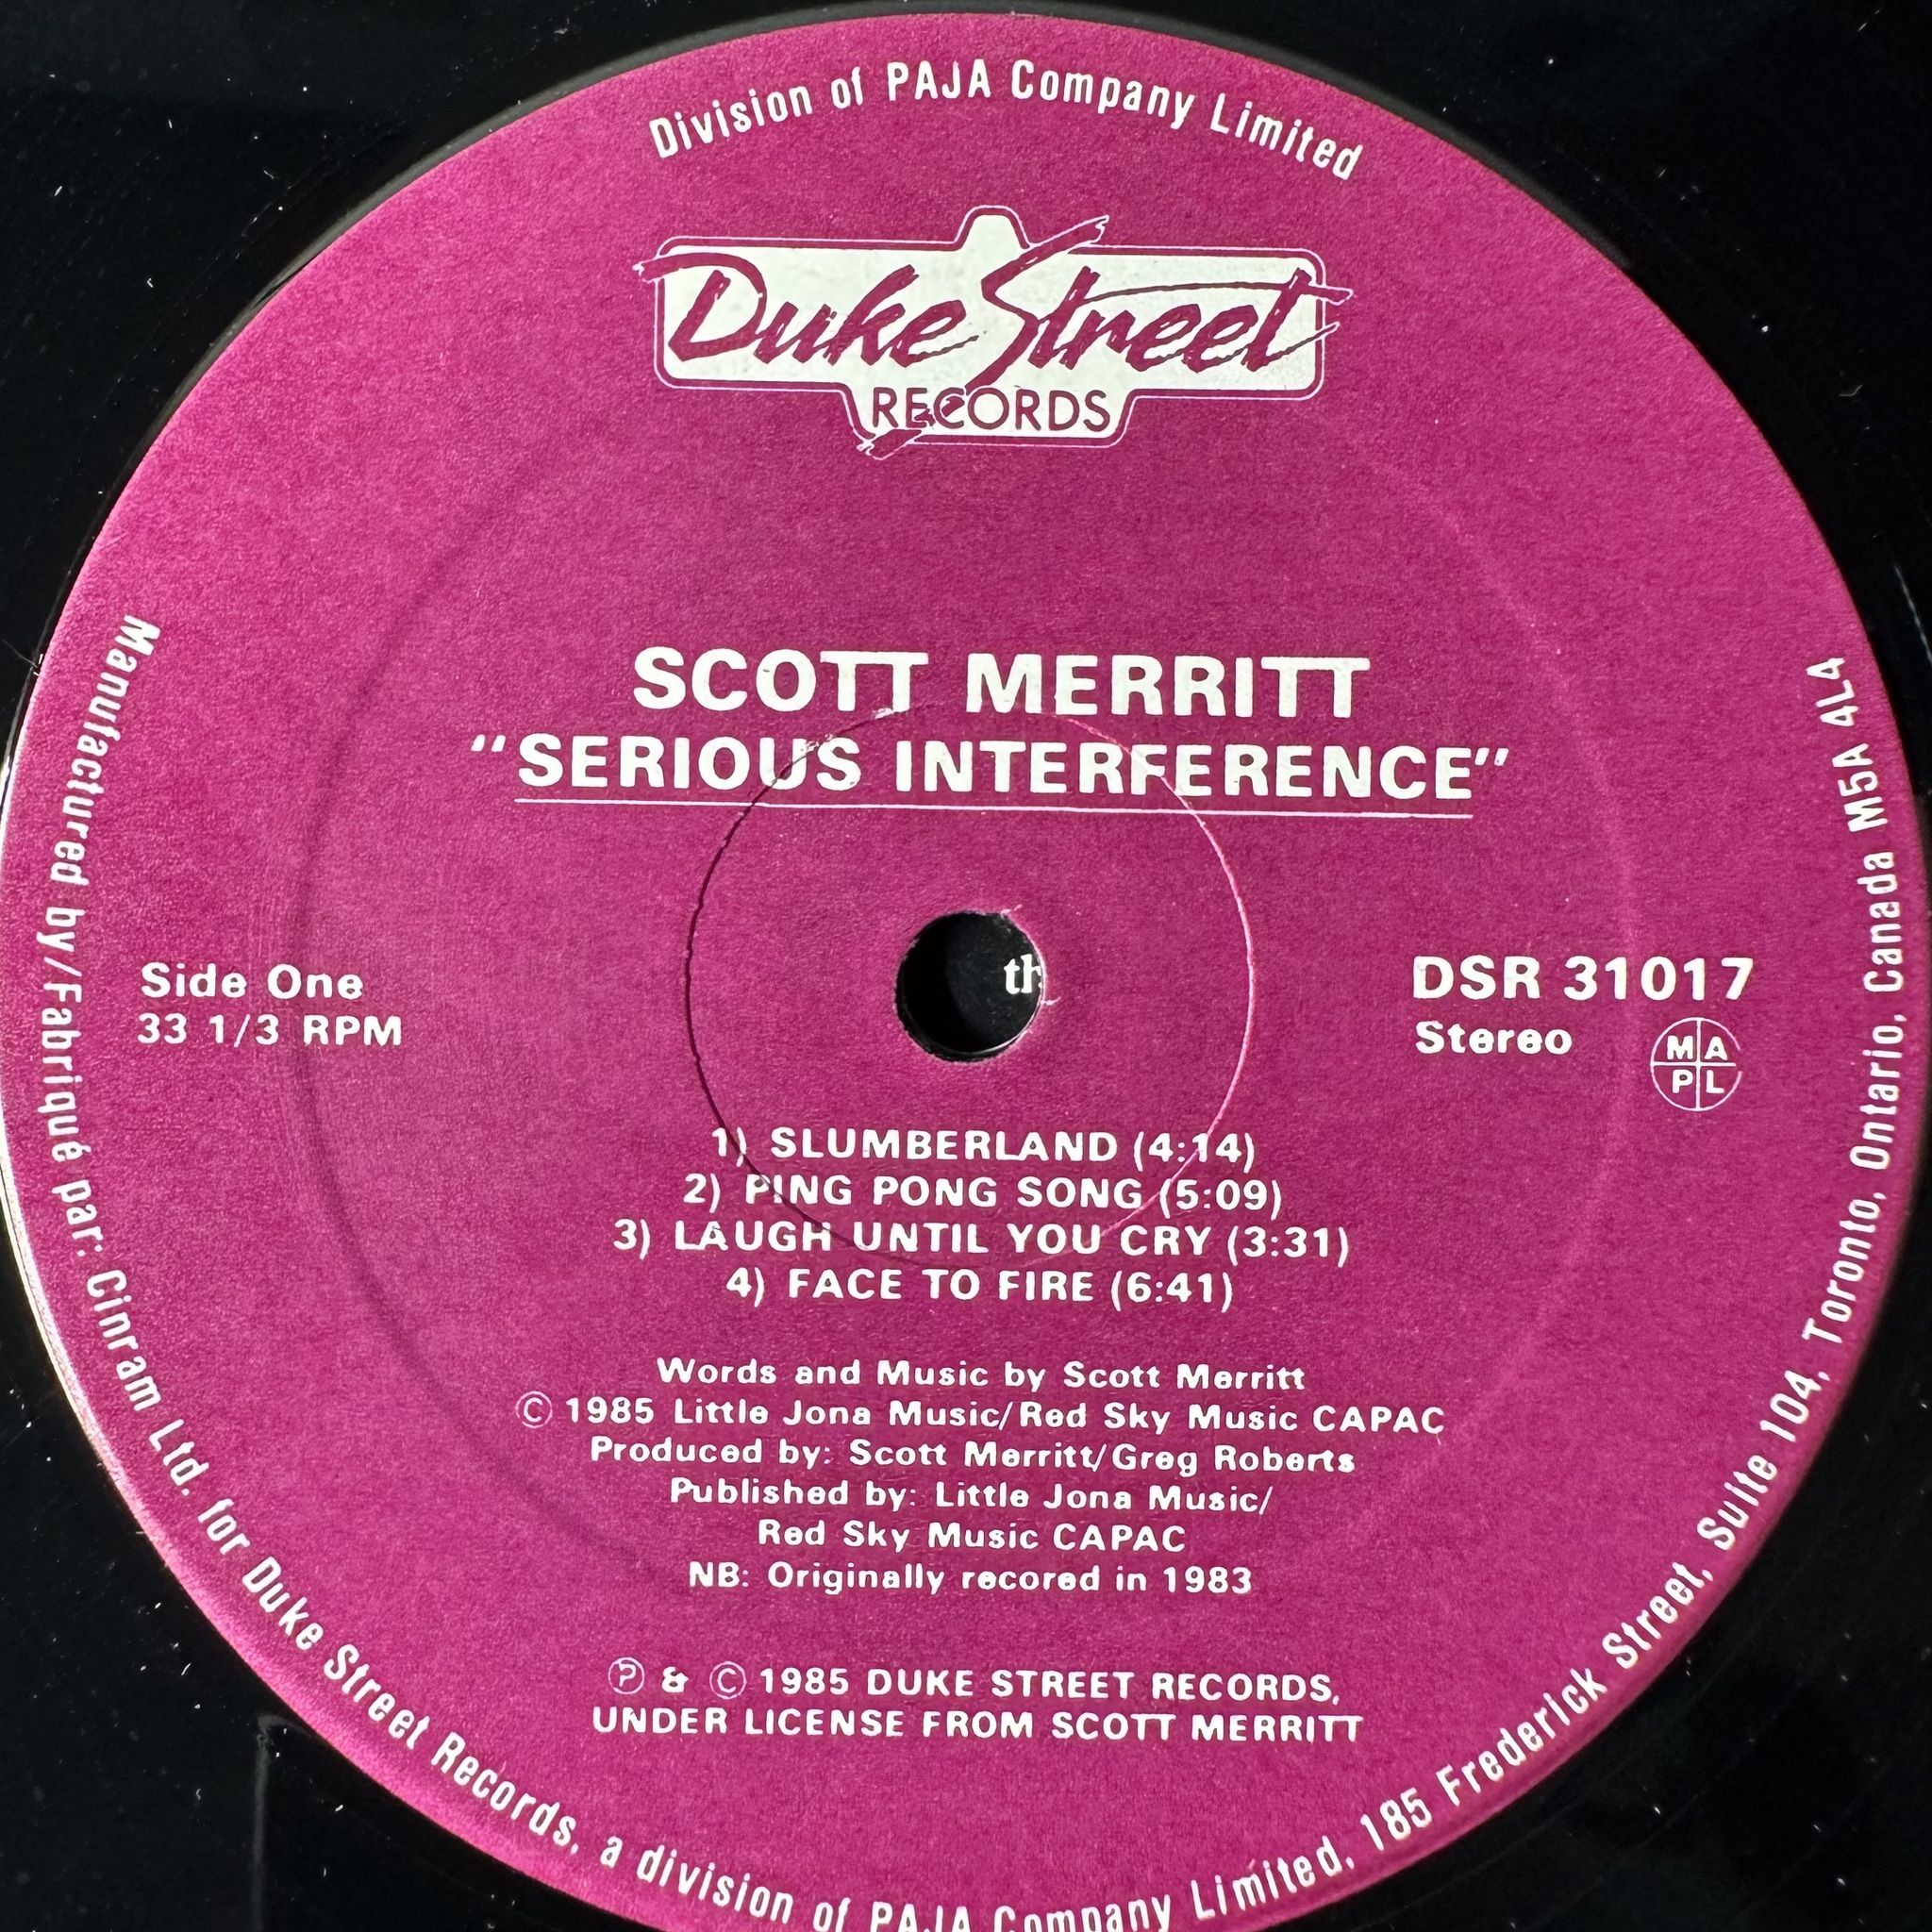 Division of PAJA Company Limited
Duke Street
RECORDS
SCOTT MERRITT
"SERIOUS INTERFERENCE"
Side One
33 1/3 RPM
th
DSR 31017
Stereo
M A
P L
1) SLUMBERLAND (4:14)
2) PING PONG SONG (5:09)
3) LAUGH UNTIL YOU CRY (3:31)
4) FACE TO FIRE (6:41)
Words and Music by Scott Merritt
© 1985 Little Jona Music/Red Sky Music CAPAC
Produced by: Scott Merritt/Greg Roberts
Published by: Little Jona Music/
Red Sky Music CAPAC
NB: Originally recored in 1983
℗ & © 1985 DUKE STREET RECORDS,
UNDER LICENSE FROM SCOTT MERRITT
Manufactured by/Fabriqué par: Cinram Ltd. for Duke Street Records, a division of PAJA Company Limited, 185 Frederick Street, Suite 104, Toronto, Ontario, Canada M5A 4L4